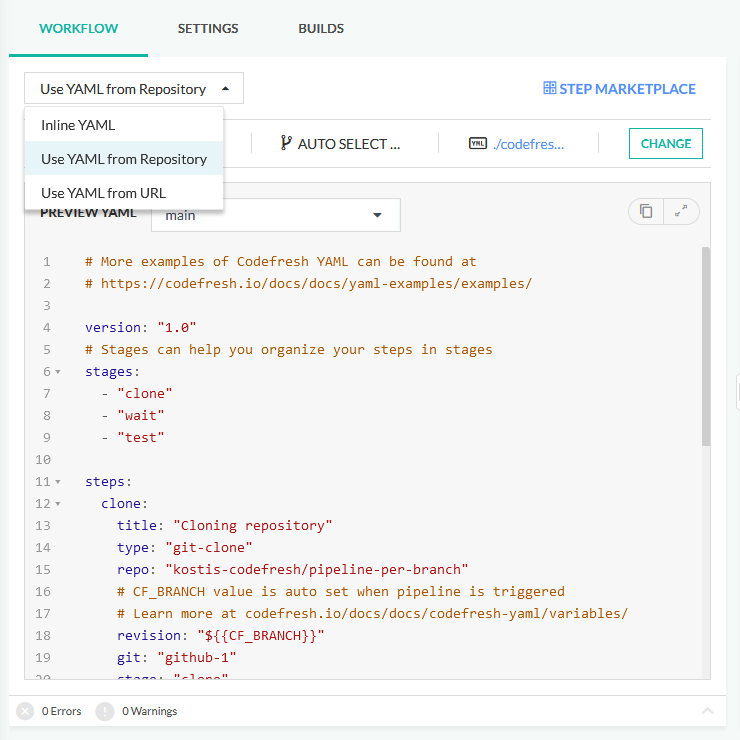 WORKFLOW SETTINGS BUILDS
Use YAML from Repository STEP MARKETPLACE
Inline YAML
Use YAML from Repository
Use YAML from URL
AUTO SELECT ... YML ./codefres... CHANGE
PREVIEW YAML main
1 # More examples of Codefresh YAML can be found at
2 # https://codefresh.io/docs/docs/yaml-examples/examples/
3
4 version: "1.0"
5 # Stages can help you organize your steps in stages
6 stages:
7 - "clone"
8 - "wait"
9 - "test"
10
11 steps:
12 clone:
13 title: "Cloning repository"
14 type: "git-clone"
15 repo: "kostis-codefresh/pipeline-per-branch"
16 # CF_BRANCH value is auto set when pipeline is triggered
17 # Learn more at codefresh.io/docs/docs/codefresh-yaml/variables/
18 revision: "${{CF_BRANCH}}"
19 git: "github-1"
20 stage: "clone"
0 Errors 0 Warnings